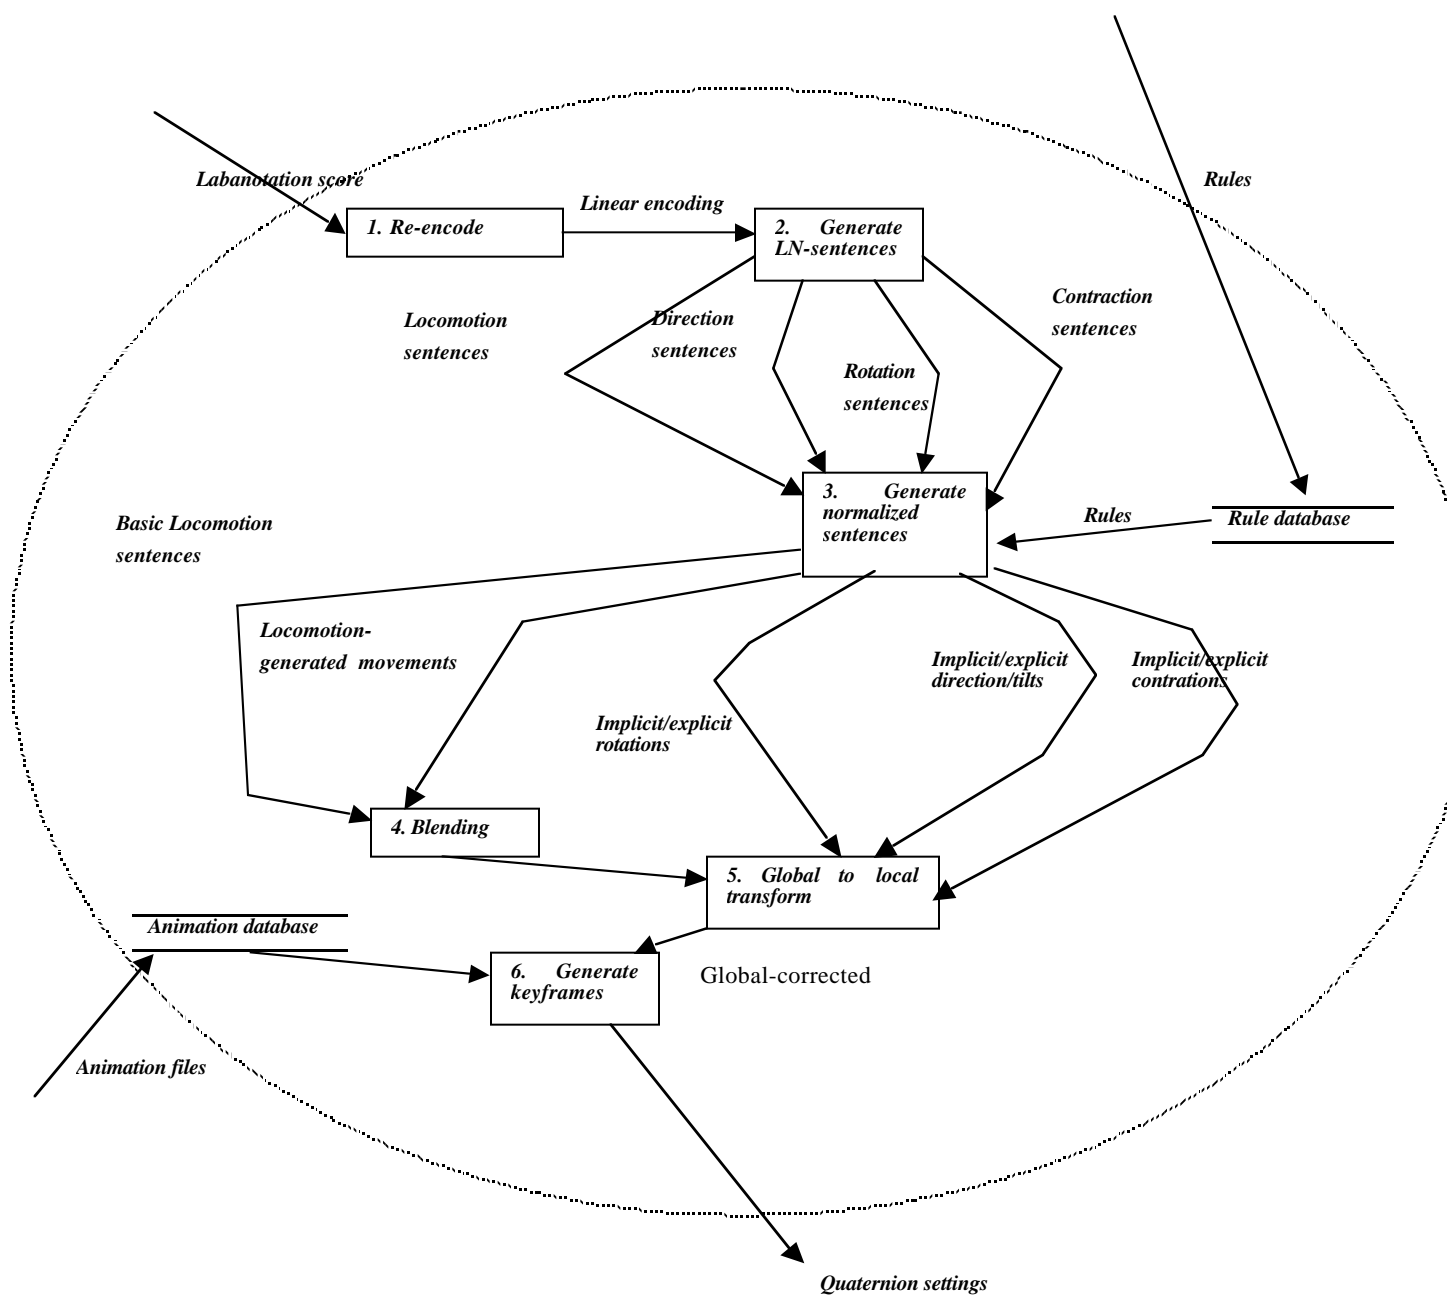 Labanotation score
Rules
Linear encoding
1. Re-encode
2. Generate
LN-sentences
Contraction
sentences
Locomotion
sentences
Direction
sentences
Rotation
sentences
3. Generate
normalized
sentences
Rules
Rule database
Basic Locomotion
sentences
Locomotion-
generated movements
Implicit/explicit
direction/tilts
Implicit/explicit
contrations
Implicit/explicit
rotations
4. Blending
5. Global to local
transform
Animation database
6. Generate
keyframes
Global-corrected
Animation files
Quaternion settings